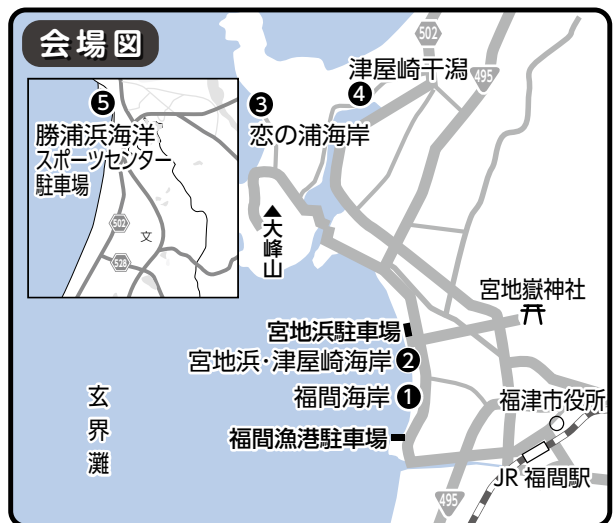 会場図
502
495
津屋崎干潟
❹
❺
勝浦浜海洋
スポーツセンター
駐車場
❸
恋の浦海岸
502
文
528
▲大峰山
宮地嶽神社
宮地浜駐車場
宮地浜・津屋崎海岸❷
福間海岸❶
福津市役所
福間漁港駐車場
玄界灘
JR福間駅
495